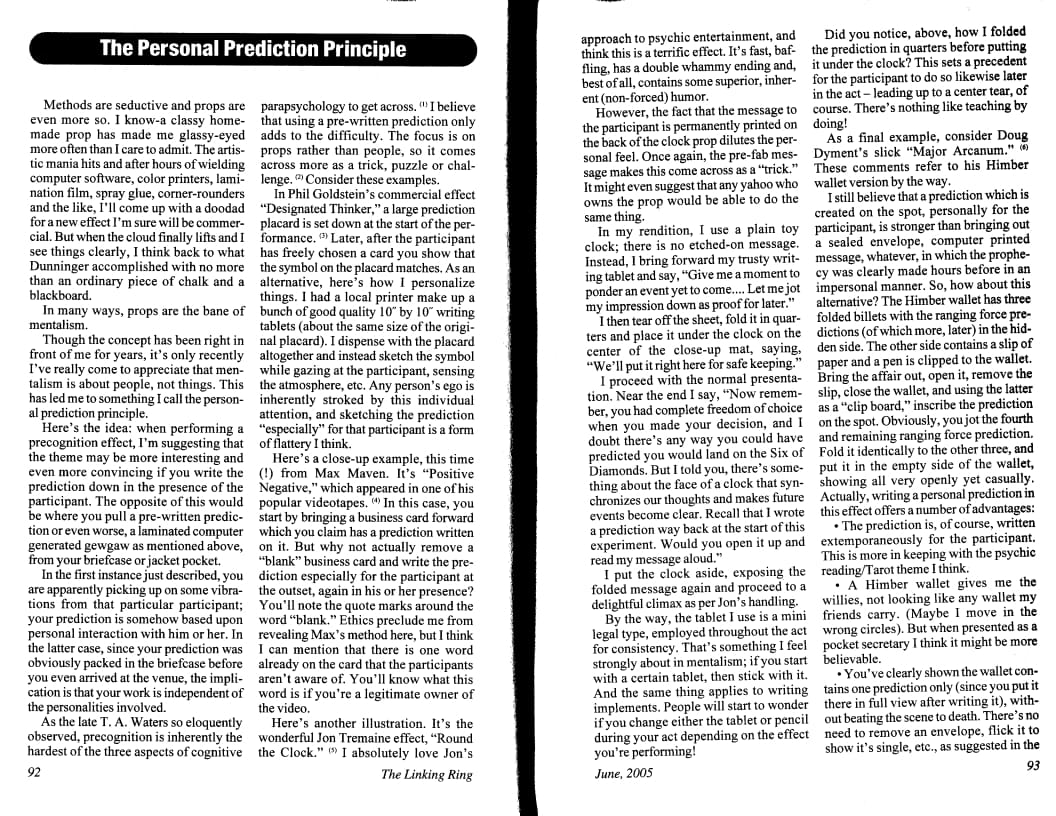 The Personal Prediction Principle
Methods are seductive and props are
even more so. I know-a classy home-
made prop has made me glassy-eyed
more often than I care to admit. The artis-
tic mania hits and after hours of wielding
computer software, color printers, lami-
nation film, spray glue, corner-rounders
and the like, I'll come up with a doodad
for a new effect I'm sure will be commer-
cial. But when the cloud finally lifts and I
see things clearly, I think back to what
Dunninger accomplished with no more
than an ordinary piece of chalk and a
blackboard.
In many ways, props are the bane of
mentalism.
Though the concept has been right in
front of me for years, it's only recently
I've really come to appreciate that men-
talism is about people, not things. This
has led me to something I call the person-
al prediction principle.
Here's the idea: when performing a
precognition effect, I'm suggesting that
the theme may be more interesting and
even more convincing if you write the
prediction down in the presence of the
participant. The opposite of this would
be where you pull a pre-written predic-
tion or even worse, a laminated computer
generated gewgaw as mentioned above,
from your briefcase or jacket pocket.
In the first instance just described, you
are apparently picking up on some vibra-
tions from that particular participant;
your prediction is somehow based upon
personal interaction with him or her. In
the latter case, since your prediction was
obviously packed in the briefcase before
you even arrived at the venue, the impli-
cation is that your work is independent of
the personalities involved.
As the late T. A. Waters so eloquently
observed, precognition is inherently the
hardest of the three aspects of cognitive
92
parapsychology to get across. (1) I believe
that using a pre-written prediction only
adds to the difficulty. The focus is on
props rather than people, so it comes
across more as a trick, puzzle or chal-
lenge. (2) Consider these examples.
In Phil Goldstein's commercial effect
"Designated Thinker," a large prediction
placard is set down at the start of the per-
formance. (3) Later, after the participant
has freely chosen a card you show that
the symbol on the placard matches. As an
alternative, here's how I personalize
things. I had a local printer make up a
bunch of good quality 10" by 10" writing
tablets (about the same size of the origi-
nal placard). I dispense with the placard
altogether and instead sketch the symbol
while gazing at the participant, sensing
the atmosphere, etc. Any person's ego is
inherently stroked by this individual
attention, and sketching the prediction
"especially" for that participant is a form
of flattery I think.
Here's a close-up example, this time
(!) from Max Maven. It's "Positive
Negative," which appeared in one of his
popular videotapes. (4) In this case, you
start by bringing a business card forward
which you claim has a prediction written
on it. But why not actually remove a
"blank" business card and write the pre-
diction especially for the participant at
the outset, again in his or her presence?
You'll note the quote marks around the
word "blank." Ethics preclude me from
revealing Max's method here, but I think
I can mention that there is one word
already on the card that the participants
aren't aware of. You'll know what this
word is if you're a legitimate owner of
the video.
Here's another illustration. It's the
wonderful Jon Tremaine effect, "Round
the Clock." (5) I absolutely love Jon's
The Linking Ring
approach to psychic entertainment, and
think this is a terrific effect. It's fast, baf-
fling, has a double whammy ending and,
best of all, contains some superior, inher-
ent (non-forced) humor.
However, the fact that the message to
the participant is permanently printed on
the back of the clock prop dilutes the per-
sonal feel. Once again, the pre-fab mes-
sage makes this come across as a "trick."
It might even suggest that any yahoo who
owns the prop would be able to do the
same thing.
In my rendition, I use a plain toy
clock; there is no etched-on message.
Instead, I bring forward my trusty writ-
ing tablet and say, "Give me a moment to
ponder an event yet to come.... Let me jot
my impression down as proof for later."
I then tear off the sheet, fold it in quar-
ters and place it under the clock on the
center of the close-up mat, saying,
"We'll put it right here for safe keeping."
I proceed with the normal presenta-
tion. Near the end I say, "Now remem-
ber, you had complete freedom of choice
when you made your decision, and I
doubt there's any way you could have
predicted you would land on the Six of
Diamonds. But I told you, there's some-
thing about the face of a clock that syn-
chronizes our thoughts and makes future
events become clear. Recall that I wrote
a prediction way back at the start of this
experiment. Would you open it up and
read my message aloud."
I put the clock aside, exposing the
folded message again and proceed to a
delightful climax as per Jon's handling.
By the way, the tablet I use is a mini
legal type, employed throughout the act
for consistency. That's something I feel
strongly about in mentalism; if you start
with a certain tablet, then stick with it.
And the same thing applies to writing
implements. People will start to wonder
if you change either the tablet or pencil
during your act depending on the effect
you're performing!
June, 2005
Did you notice, above, how I folded
the prediction in quarters before putting
it under the clock? This sets a precedent
for the participant to do so likewise later
in the act – leading up to a center tear, of
course. There's nothing like teaching by
doing!
As a final example, consider Doug
Dyment's slick "Major Arcanum." (6)
These comments refer to his Himber
wallet version by the way.
I still believe that a prediction which is
created on the spot, personally for the
participant, is stronger than bringing out
a sealed envelope, computer printed
message, whatever, in which the prophe-
cy was clearly made hours before in an
impersonal manner. So, how about this
alternative? The Himber wallet has three
folded billets with the ranging force pre-
dictions (of which more, later) in the hid-
den side. The other side contains a slip of
paper and a pen is clipped to the wallet.
Bring the affair out, open it, remove the
slip, close the wallet, and using the latter
as a "clip board," inscribe the prediction
on the spot. Obviously, you jot the fourth
and remaining ranging force prediction.
Fold it identically to the other three, and
put it in the empty side of the wallet,
showing all very openly yet casually.
Actually, writing a personal prediction in
this effect offers a number of advantages:
• The prediction is, of course, written
extemporaneously for the participant.
This is more in keeping with the psychic
reading/Tarot theme I think.
• A Himber wallet gives me the
willies, not looking like any wallet my
friends carry. (Maybe I move in the
wrong circles). But when presented as a
pocket secretary I think it might be more
believable.
• You've clearly shown the wallet con-
tains one prediction only (since you put it
there in full view after writing it), with-
out beating the scene to death. There's no
need to remove an envelope, flick it to
show it's single, etc., as suggested in the
93